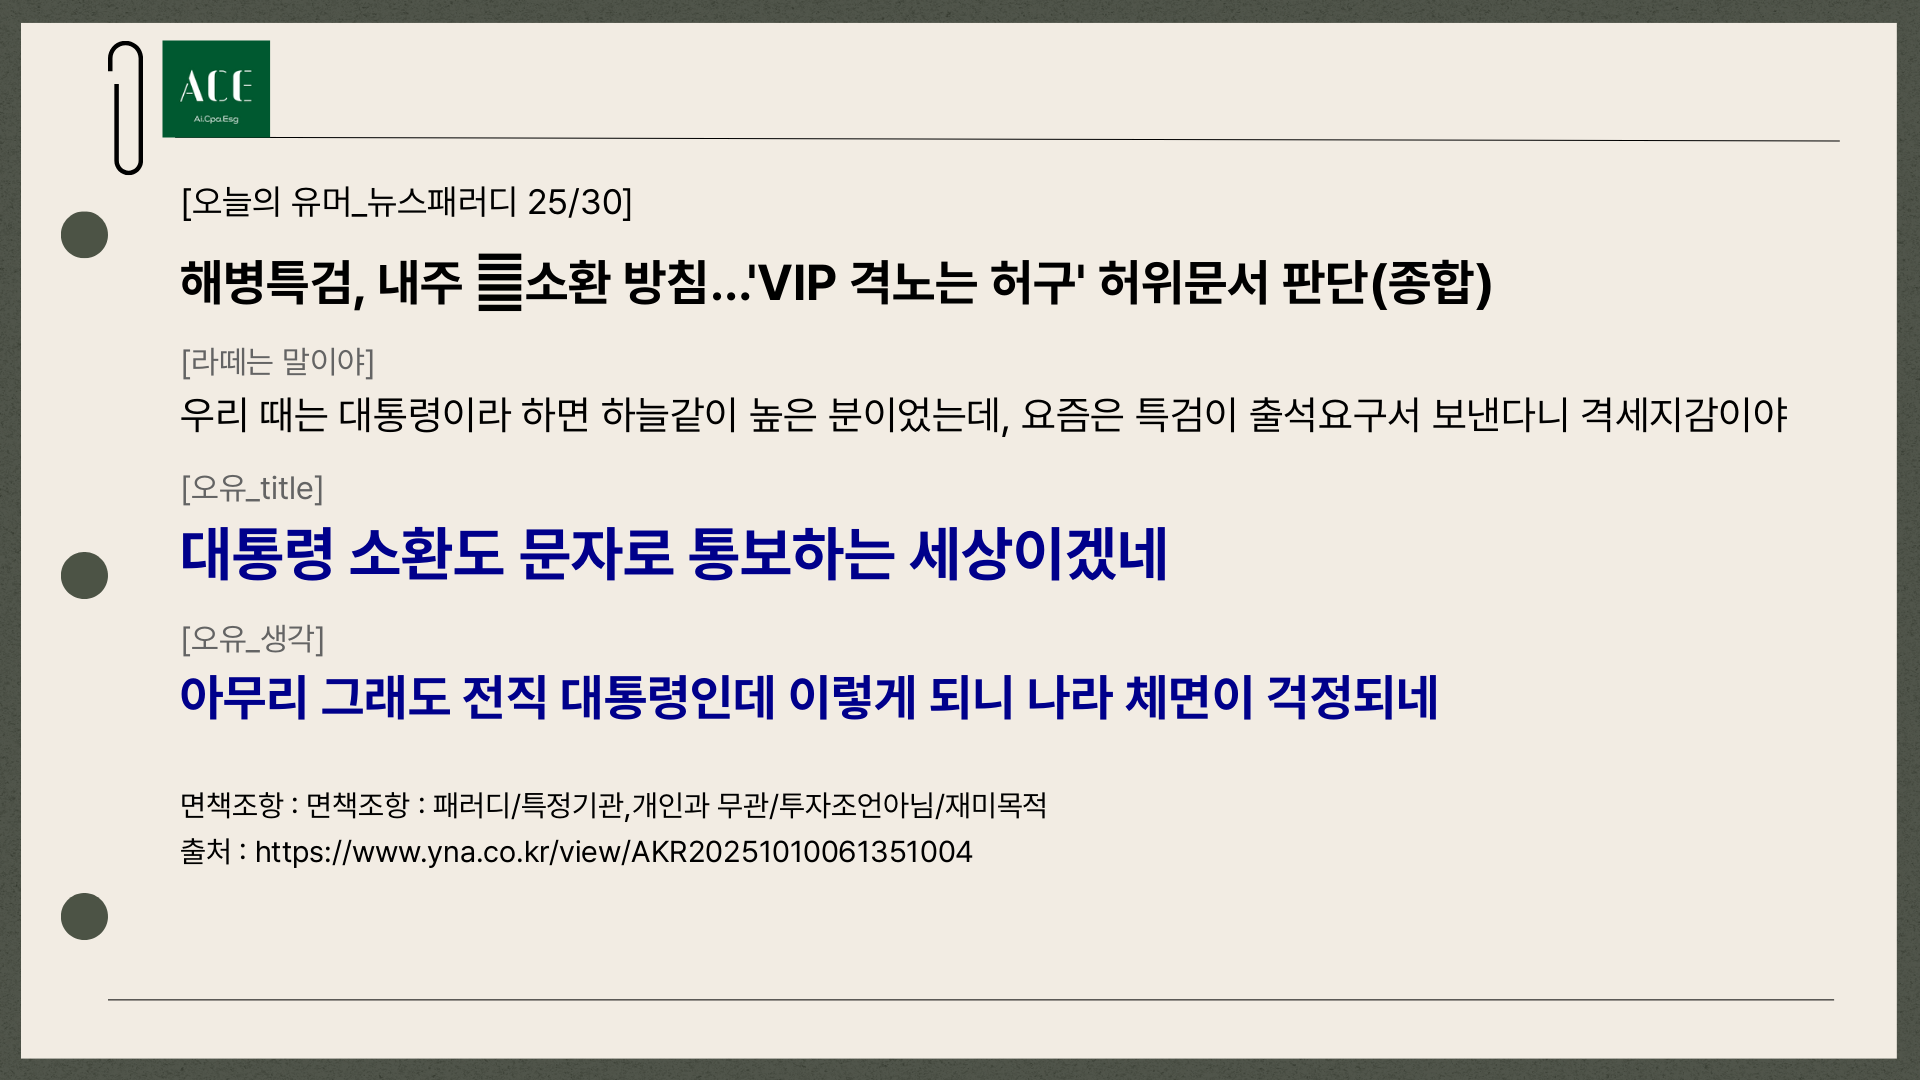 ACE
Ai.Cpa.Esg
[오늘의 유머_뉴스패러디 25/30]
해병특검, 내주 소환 방침...'VIP 격노는 허구' 허위문서 판단(종합)
[라떼는 말이야]
우리 때는 대통령이라 하면 하늘같이 높은 분이었는데, 요즘은 특검이 출석요구서 보낸다니 격세지감이야
[오유_title]
대통령 소환도 문자로 통보하는 세상이겠네
[오유_생각]
아무리 그래도 전직 대통령인데 이렇게 되니 나라 체면이 걱정되네
면책조항 : 면책조항 : 패러디/특정기관,개인과 무관/투자조언아님/재미목적
출처 : https://www.yna.co.kr/view/AKR20251010061351004